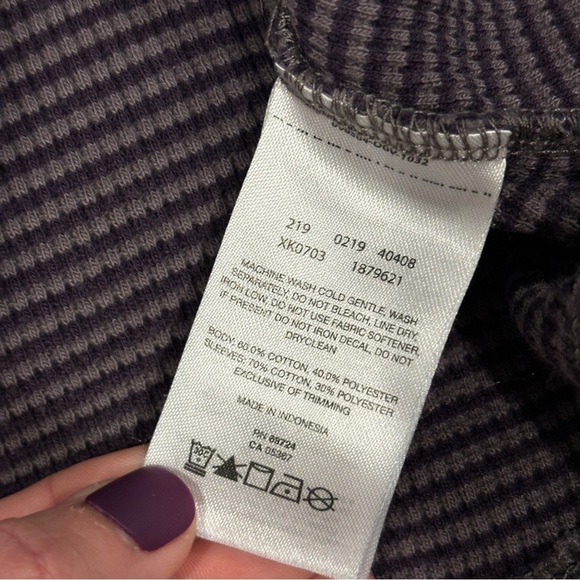 219 0219 40408
XK0703 1879621
MACHINE WASH COLD GENTLE, WASH
SEPARATELY, DO NOT BLEACH, LINE DRY,
IRON LOW, DO NOT USE FABRIC SOFTENER,
IF PRESENT DO NOT IRON DECAL, DO NOT
DRYCLEAN
BODY: 60.0% COTTON, 40.0% POLYESTER
SLEEVES: 70% COTTON, 30% POLYESTER
EXCLUSIVE OF TRIMMING
MADE IN INDONESIA
RN 69724
CA 05367
30C